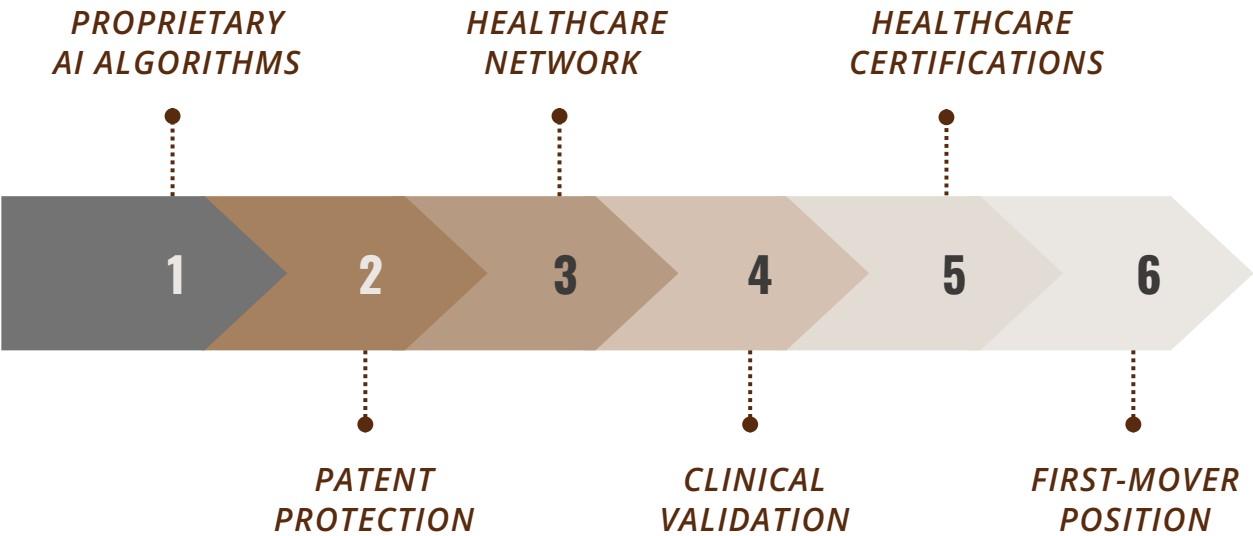 PROPRIETARY
AI ALGORITHMS
HEALTHCARE
NETWORK
HEALTHCARE
CERTIFICATIONS
1
2
3
4
5
6
PATENT
PROTECTION
CLINICAL
VALIDATION
FIRST-MOVER
POSITION